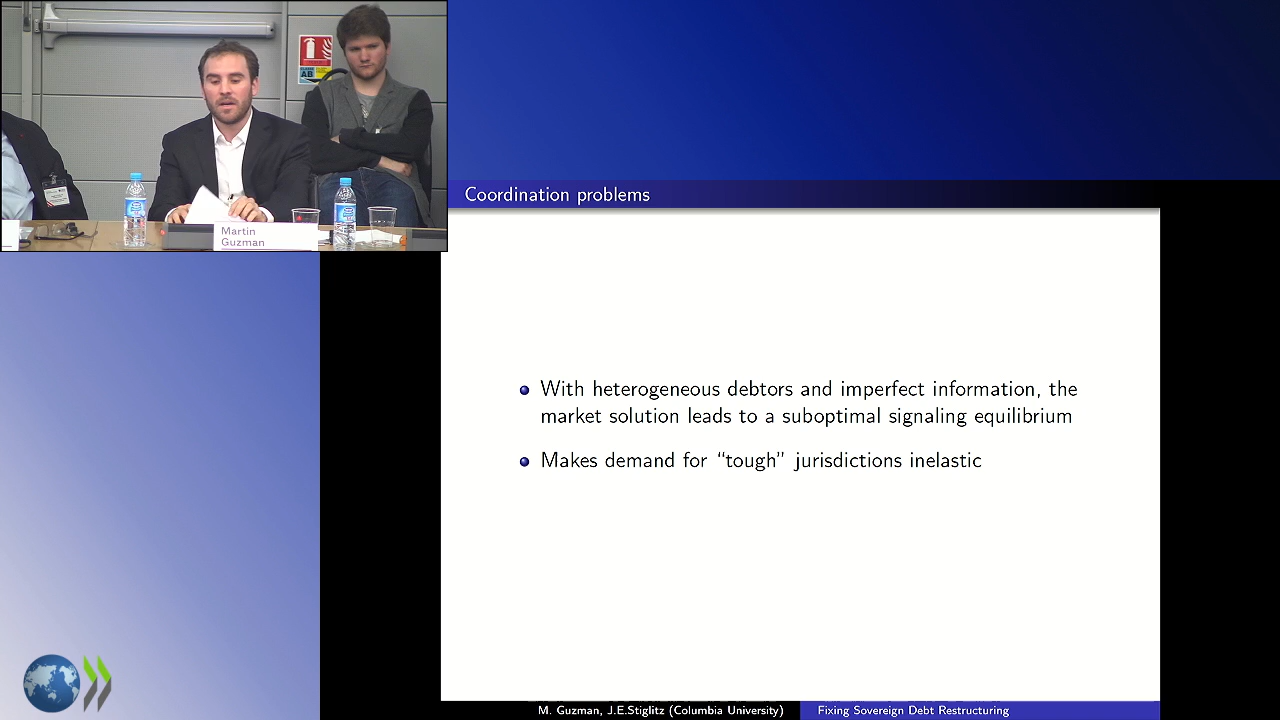 AB
Martin
Guzman
Coordination problems
With heterogeneous debtors and imperfect information, the
market solution leads to a suboptimal signaling equilibrium
Makes demand for “tough” jurisdictions inelastic
M. Guzman, J.E.Stiglitz (Columbia University)
Fixing Sovereign Debt Restructuring